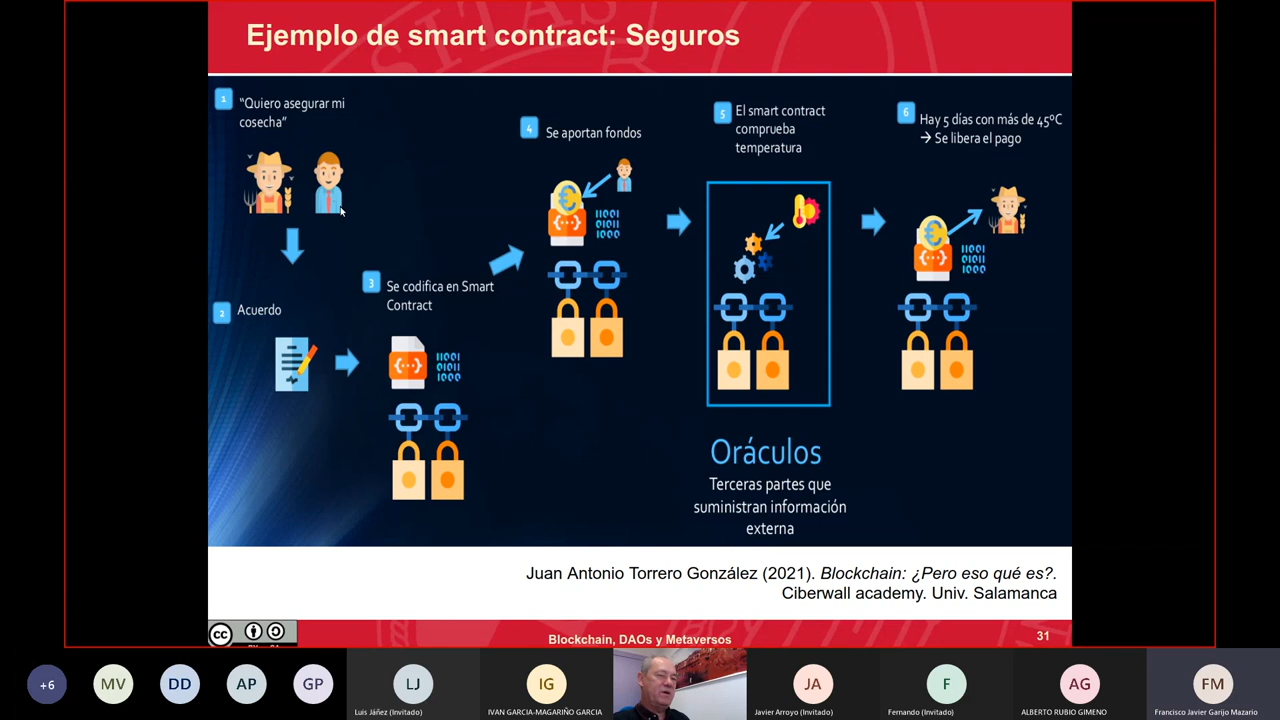 Ejemplo de smart contract: Seguros
1
"Quiero asegurar mi
cosecha"
2
Acuerdo
3
Se codifica en Smart
Contract
4
Se aportan fondos
5
El smart contract
comprueba
temperatura
6
Hay 5 días con más de 45ºC
→ Se libera el pago
Oráculos
Terceras partes que
suministran información
externa
Juan Antonio Torrero González (2021). Blockchain: ¿Pero eso qué es?.
Ciberwall academy. Univ. Salamanca
cc
Blockchain, DAOs y Metaversos
31
+6
MV
DD
AP
GP
LJ
Luis Jáñez (Invitado)
IG
IVAN GARCIA-MAGARIÑO GARCIA
JA
Javier Arroyo (Invitado)
F
Fernando (Invitado)
AG
ALBERTO RUBIO GIMENO
FM
Francisco Javier Garijo Mazario